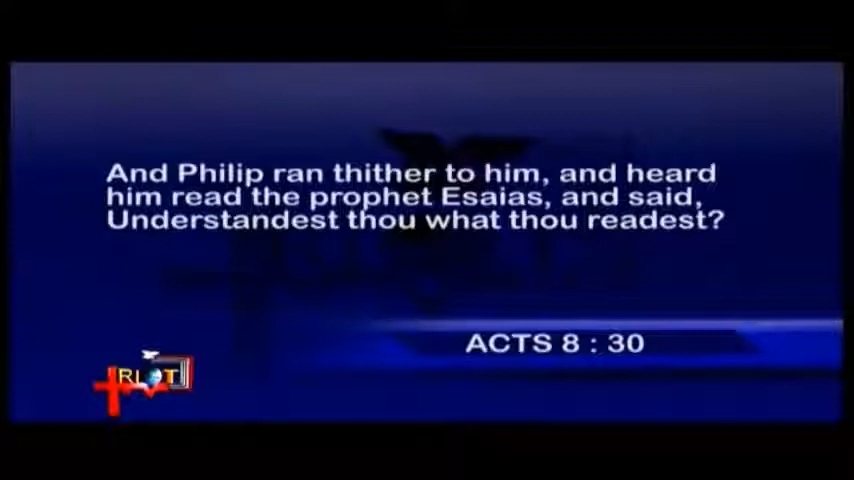 And Philip ran thither to him, and heard
him read the prophet Esaias, and said,
Understandest thou what thou readest?
ACTS 8 : 30
RIOT